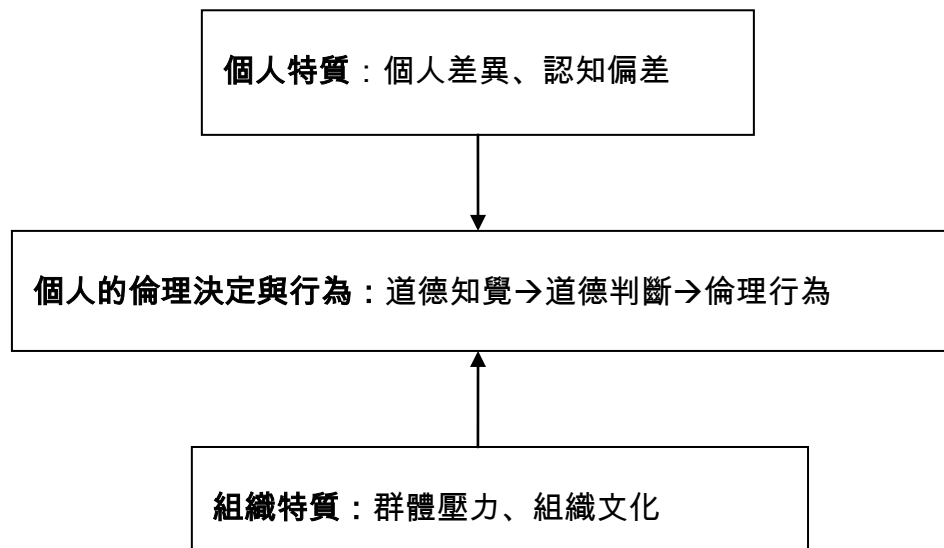 個人特質：個人差異、認知偏差
個人的倫理決定與行為：道德知覺→道德判斷→倫理行為
組織特質：群體壓力、組織文化